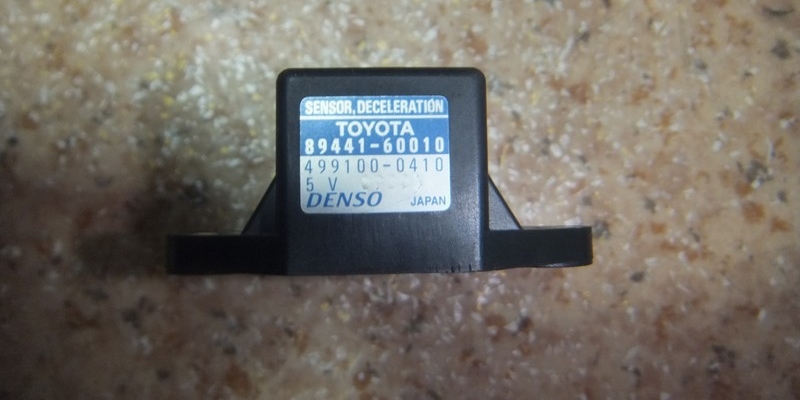 SENSOR, DECELERATION
TOYOTA
89441-60010
499100-0410
5 V
DENSO JAPAN